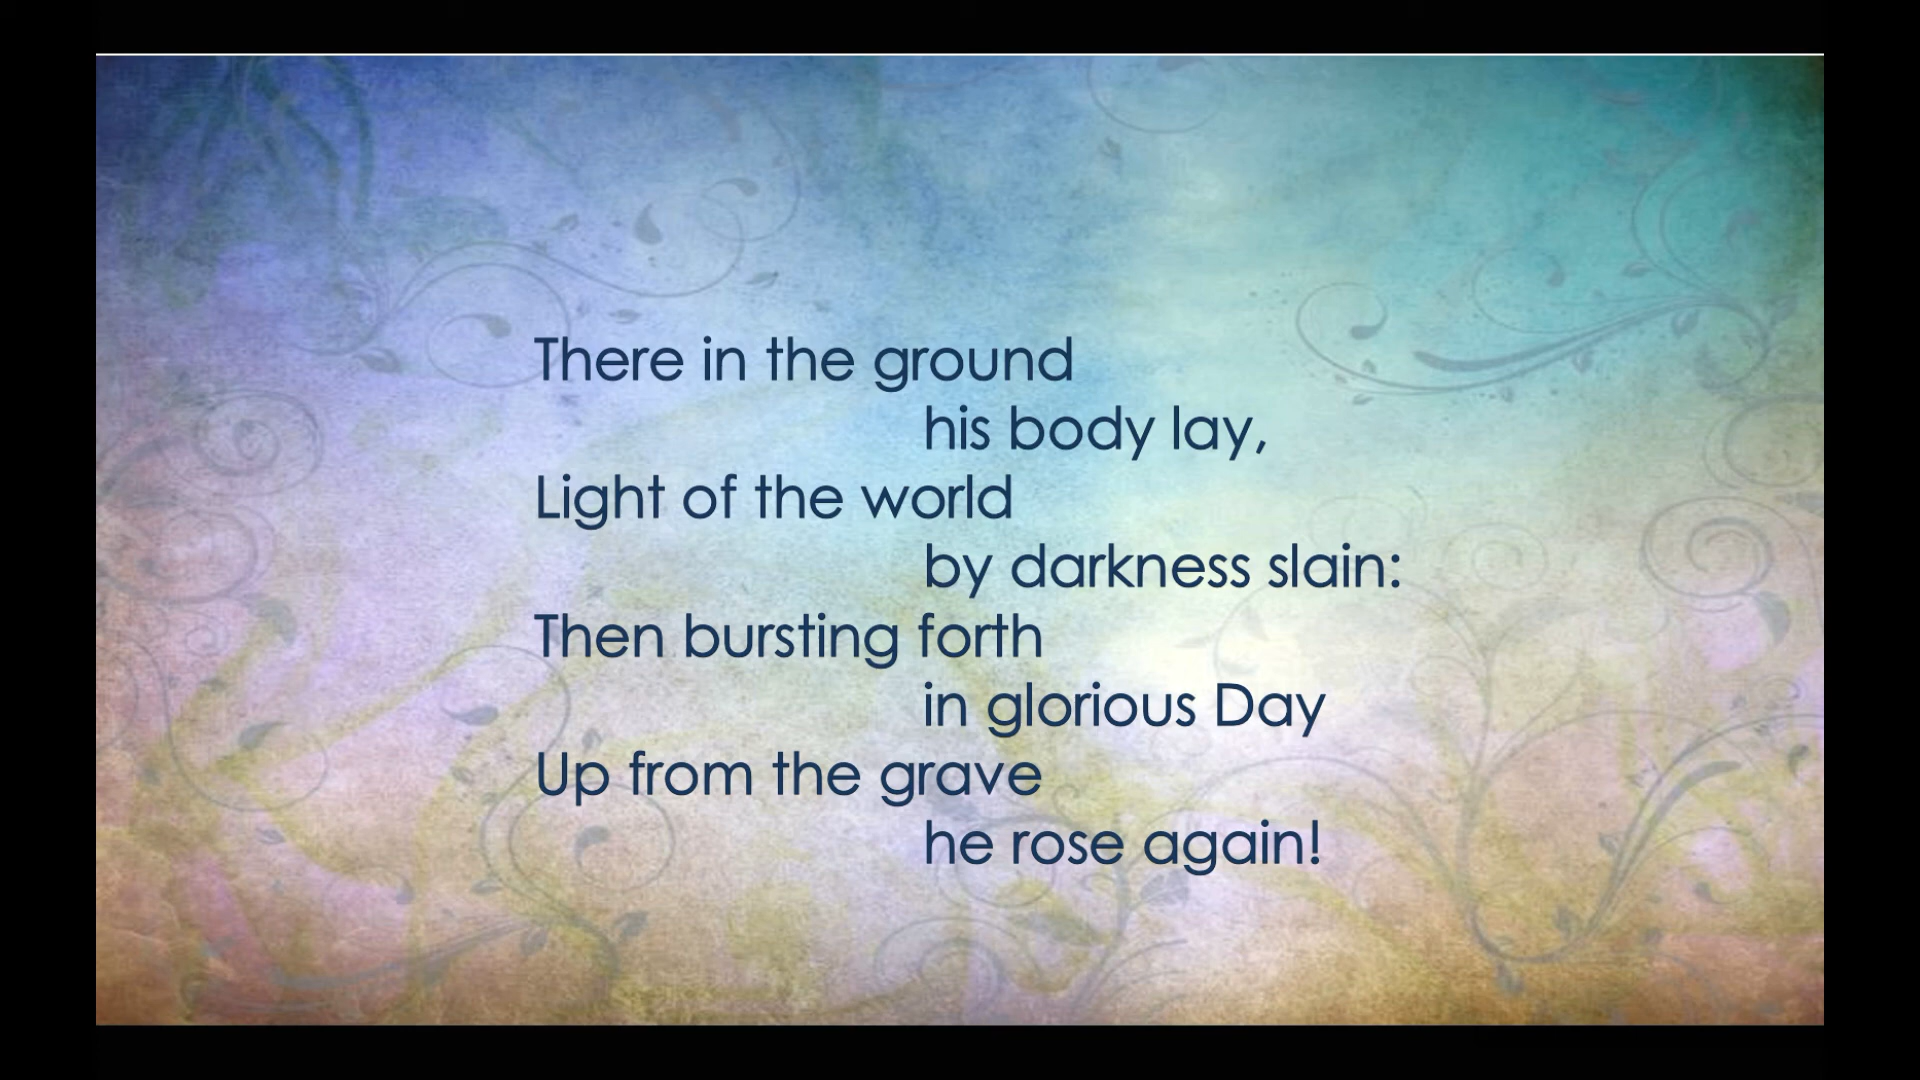 There in the ground
his body lay,
Light of the world
by darkness slain:
Then bursting forth
in glorious Day
Up from the grave
he rose again!